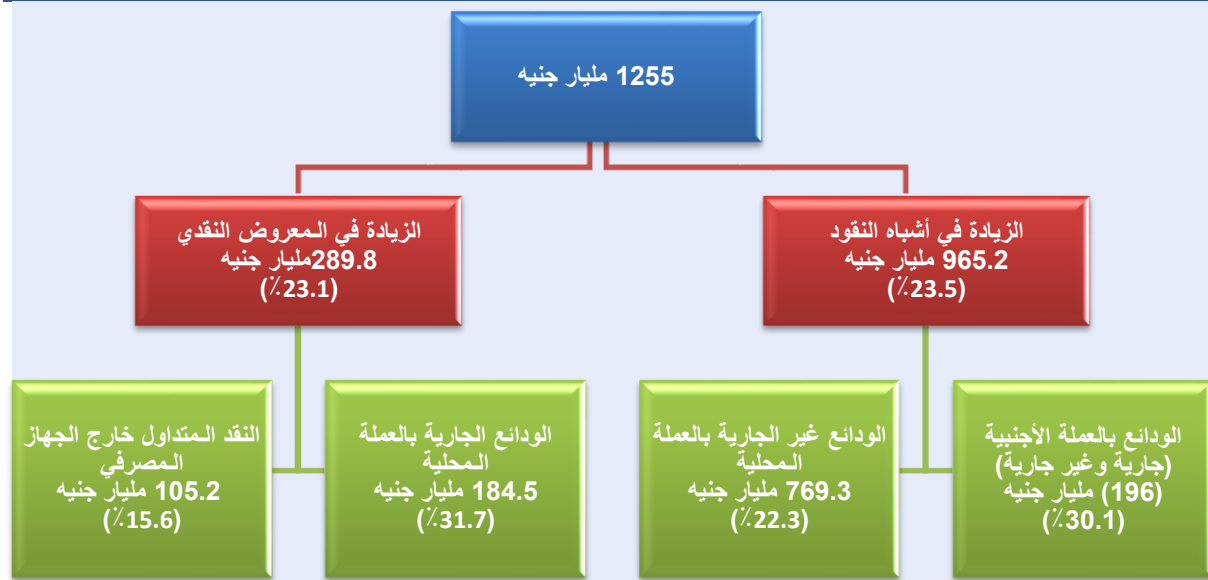 1255 مليار جنيه
الزيادة في أشباه النقود
965.2 مليار جنيه
(23.5٪)
الزيادة في المعروض النقدي
289.8مليار جنيه
(23.1٪)
الودائع بالعملة الأجنبية
(جارية وغير جارية)
(196) مليار جنيه
(30.1٪)
الودائع غير الجارية بالعملة
المحلية
769.3 مليار جنيه
(22.3٪)
الودائع الجارية بالعملة
المحلية
184.5 مليار جنيه
(31.7٪)
النقد المتداول خارج الجهاز
المصرفي
105.2 مليار جنيه
(15.6٪)